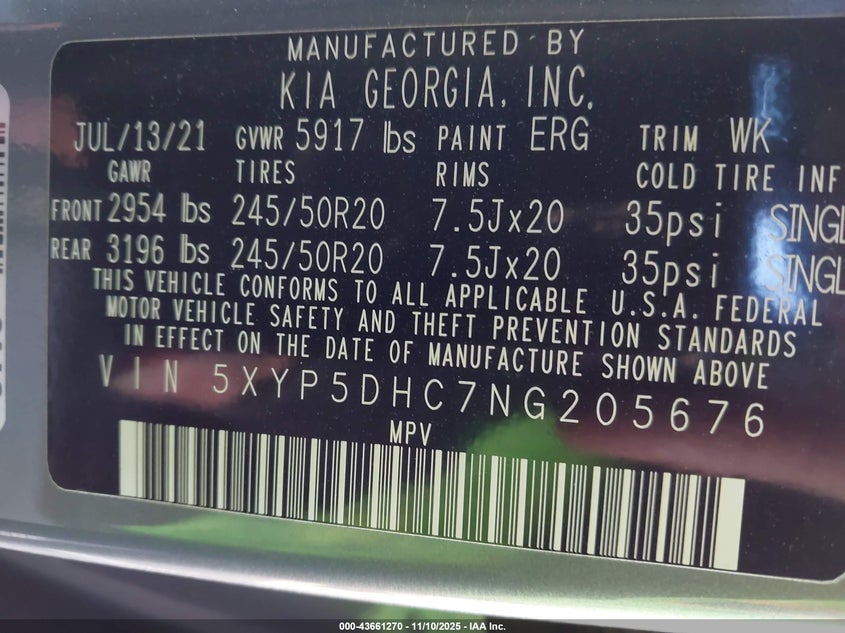 MANUFACTURED BY
KIA GEORGIA, INC.
JUL/13/21 GVWR 5917 lbs PAINT ERG TRIM WK
GAWR TIRES RIMS COLD TIRE INF
FRONT 2954 lbs 245/50R20 7.5Jx20 35psi SINGL
REAR 3196 lbs 245/50R20 7.5Jx20 35psi SINGL
THIS VEHICLE CONFORMS TO ALL APPLICABLE U.S.A. FEDERAL
MOTOR VEHICLE SAFETY AND THEFT PREVENTION STANDARDS
IN EFFECT ON THE DATE OF MANUFACTURE SHOWN ABOVE
VIN 5XYP5DHC7NG205676
MPV
000-43661270 - 11/10/2025 - IAA Inc.